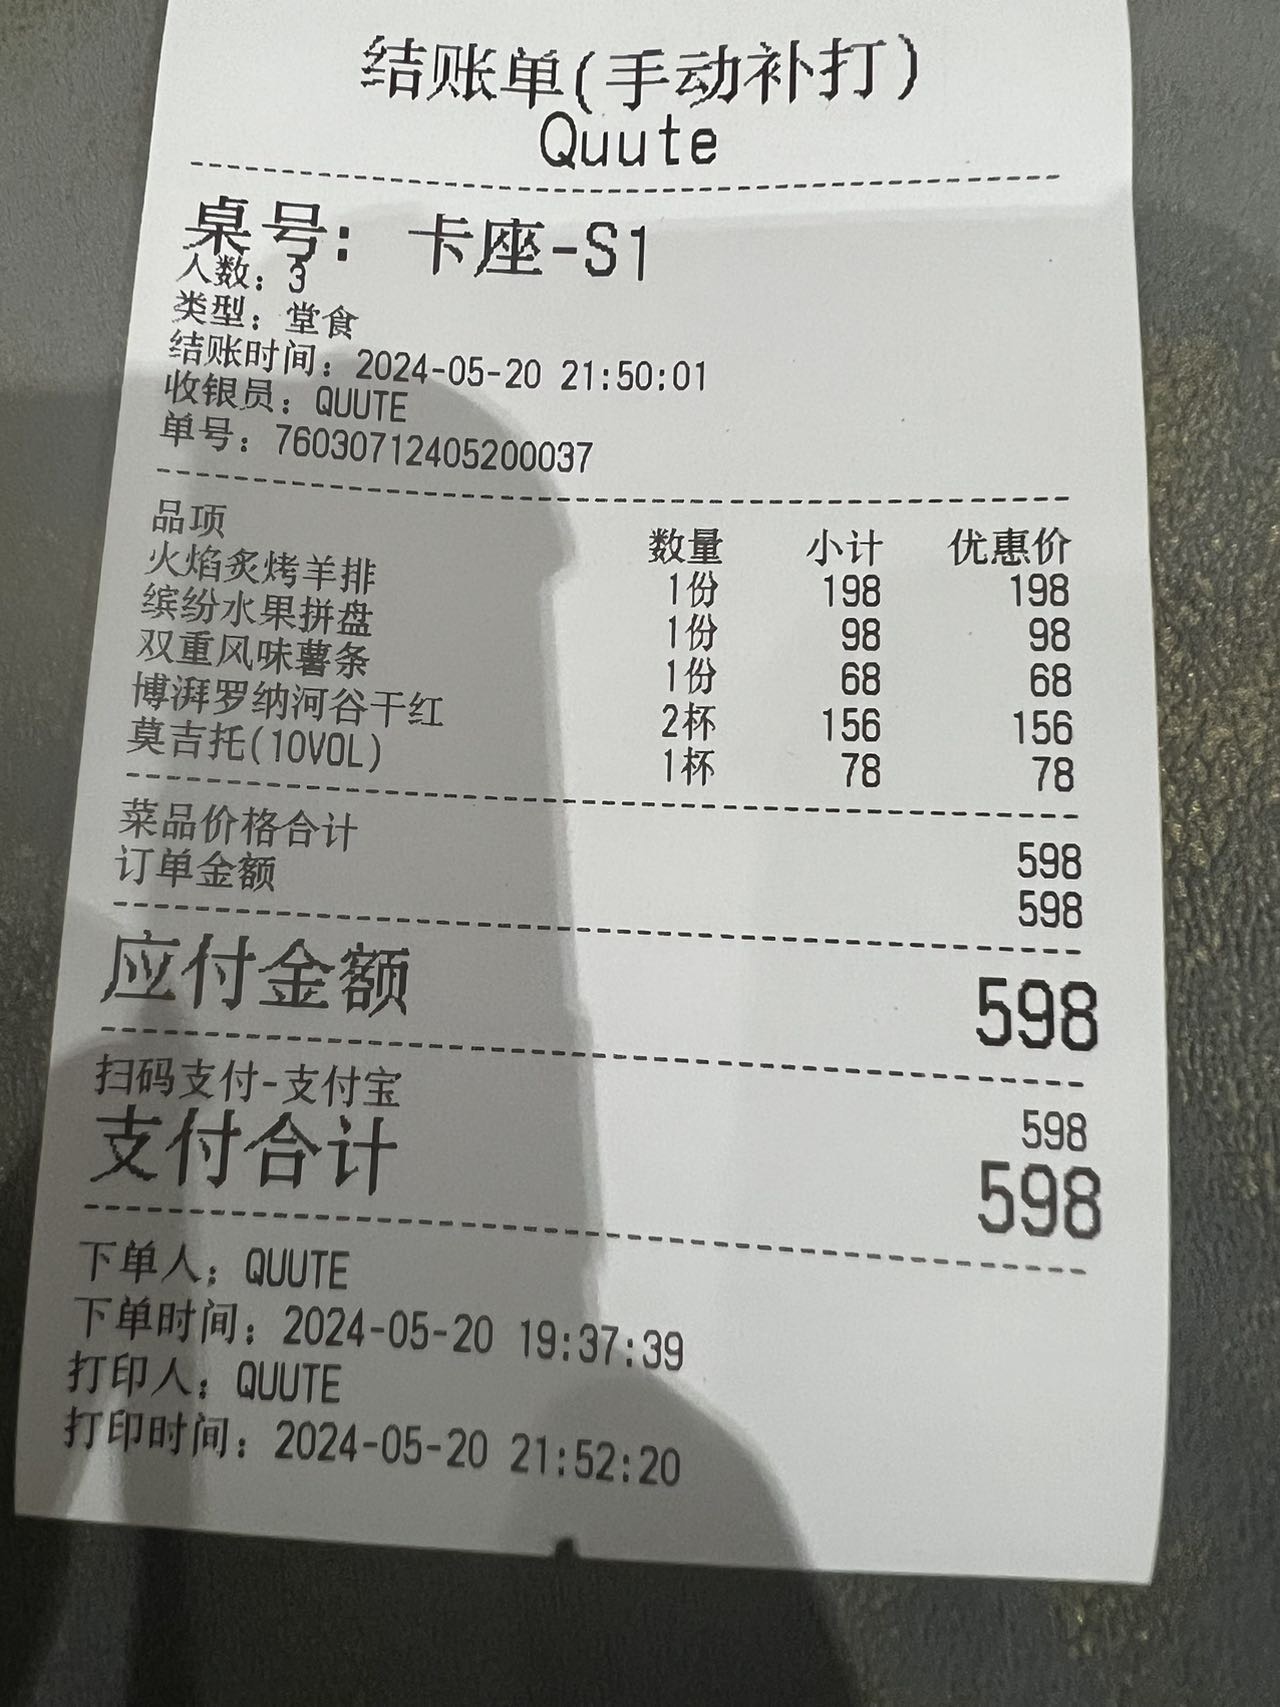 结账单(手动补打)
Quute
桌号: 卡座-S1
人数: 3
类型: 堂食
结账时间: 2024-05-20 21:50:01
收银员: QUUTE
单号: 76030712405200037
品项 数量 小计 优惠价
火焰炙烤羊排 1份 198 198
缤纷水果拼盘 1份 98 98
双重风味薯条 1份 68 68
博湃罗纳河谷干红 2杯 156 156
莫吉托(10VOL) 1杯 78 78
菜品价格合计 598
订单金额 598
应付金额 598
扫码支付-支付宝 598
支付合计 598
下单人: QUUTE
下单时间: 2024-05-20 19:37:39
打印人: QUUTE
打印时间: 2024-05-20 21:52:20